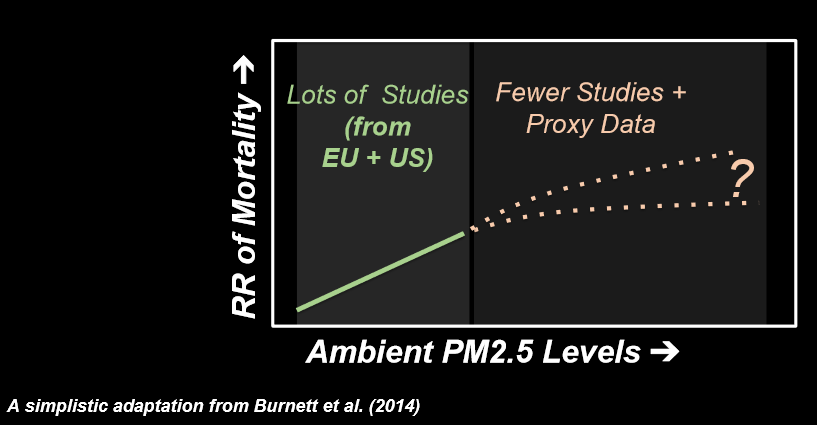 Lots of  Studies
(from
EU + US)
Fewer Studies +
Proxy Data
?
RR of Mortality →
Ambient PM2.5 Levels →
A simplistic adaptation from Burnett et al. (2014)